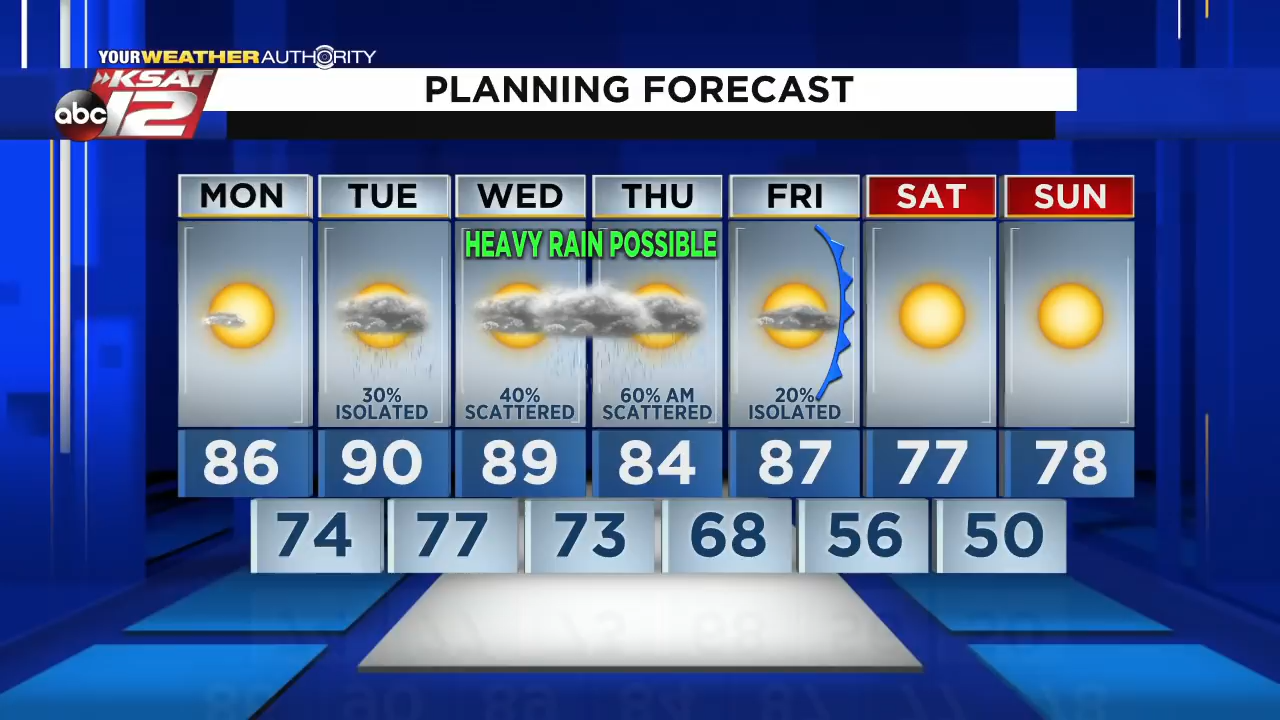 YOURWEATHERAUTHORITY
KSAT
abc 12
PLANNING FORECAST
MON TUE WED THU FRI SAT SUN
HEAVY RAIN POSSIBLE
30% 40% 60% AM 20%
ISOLATED SCATTERED SCATTERED ISOLATED
86 90 89 84 87 77 78
74 77 73 68 56 50